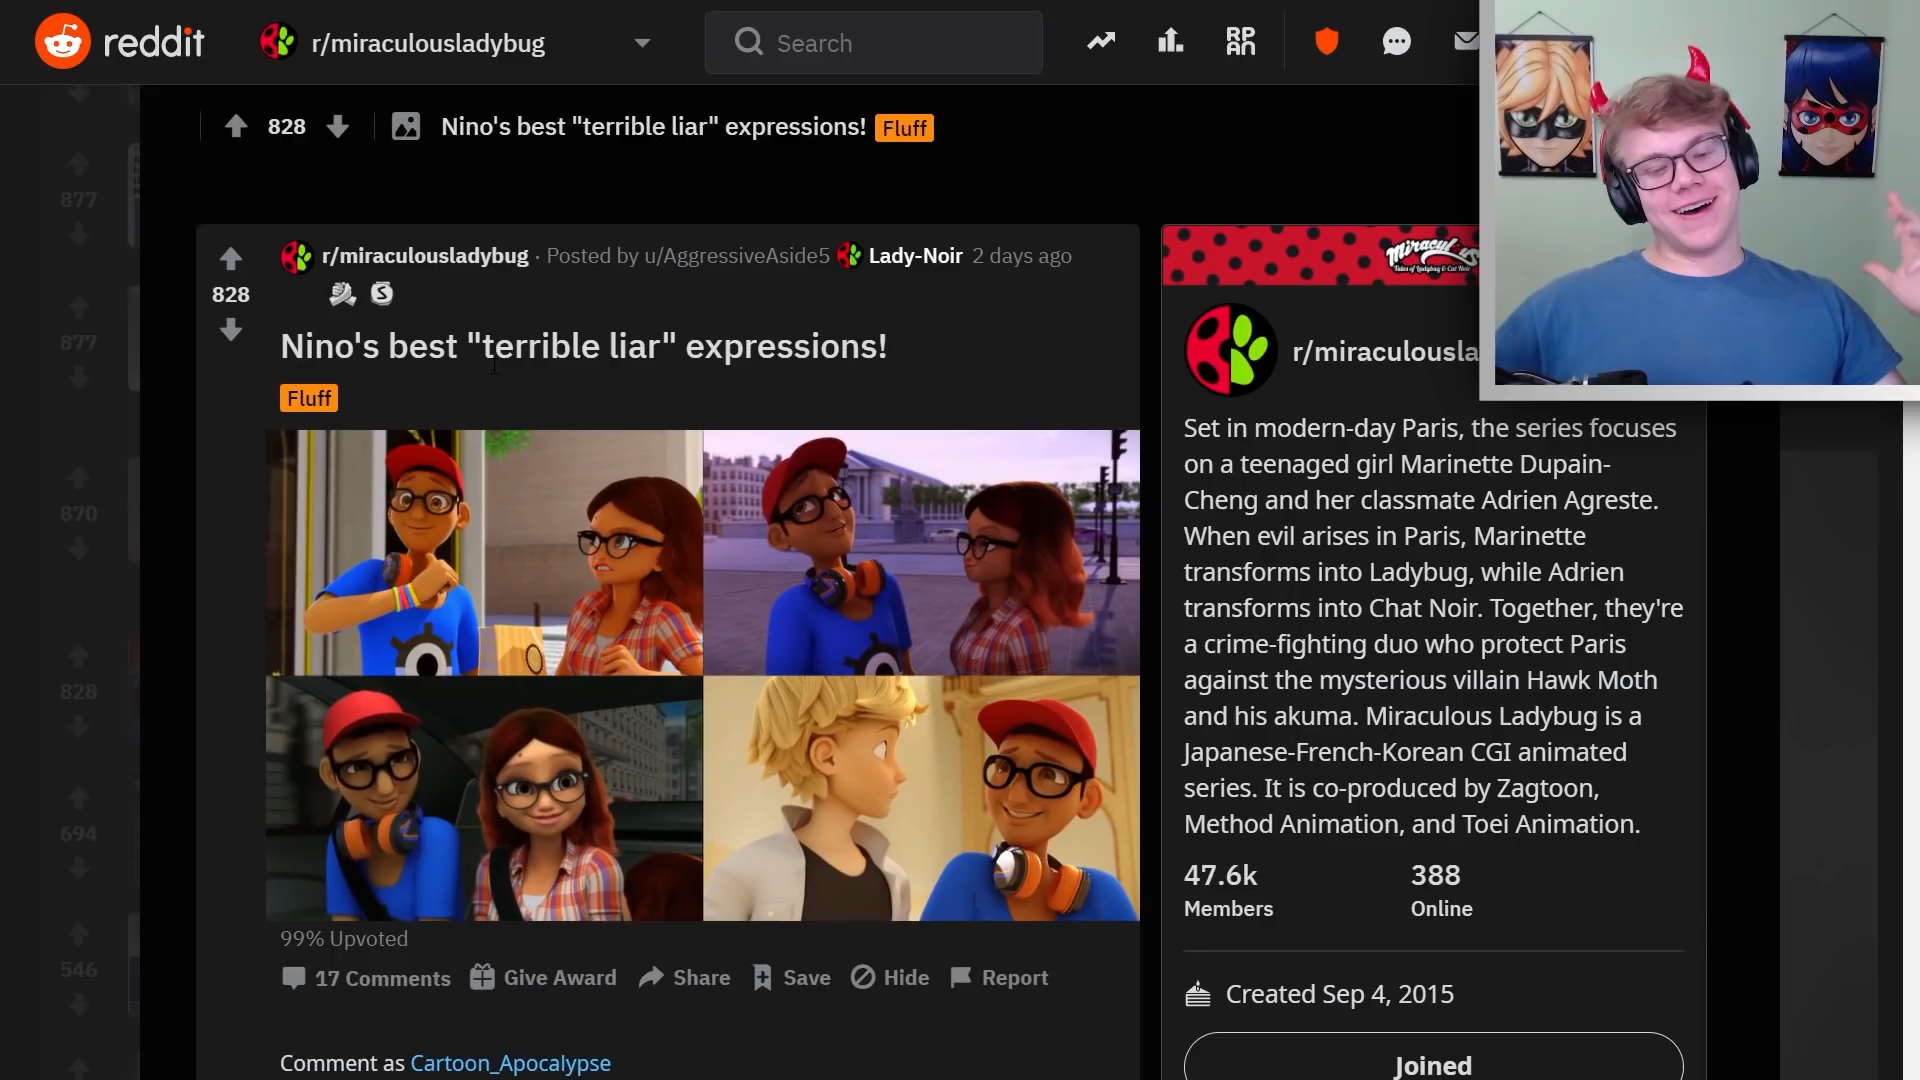 reddit
r/miraculousladybug
Search
RPAN
828
Nino's best "terrible liar" expressions!
Fluff
877
877
870
828
694
546
r/miraculousladybug · Posted by u/AggressiveAside5 Lady-Noir 2 days ago
828
Nino's best "terrible liar" expressions!
Fluff
99% Upvoted
17 Comments
Give Award
Share
Save
Hide
Report
Comment as Cartoon_Apocalypse
r/miraculousla
Set in modern-day Paris, the series focuses
on a teenaged girl Marinette Dupain-
Cheng and her classmate Adrien Agreste.
When evil arises in Paris, Marinette
transforms into Ladybug, while Adrien
transforms into Chat Noir. Together, they're
a crime-fighting duo who protect Paris
against the mysterious villain Hawk Moth
and his akuma. Miraculous Ladybug is a
Japanese-French-Korean CGI animated
series. It is co-produced by Zagtoon,
Method Animation, and Toei Animation.
47.6k
Members
388
Online
Created Sep 4, 2015
Joined